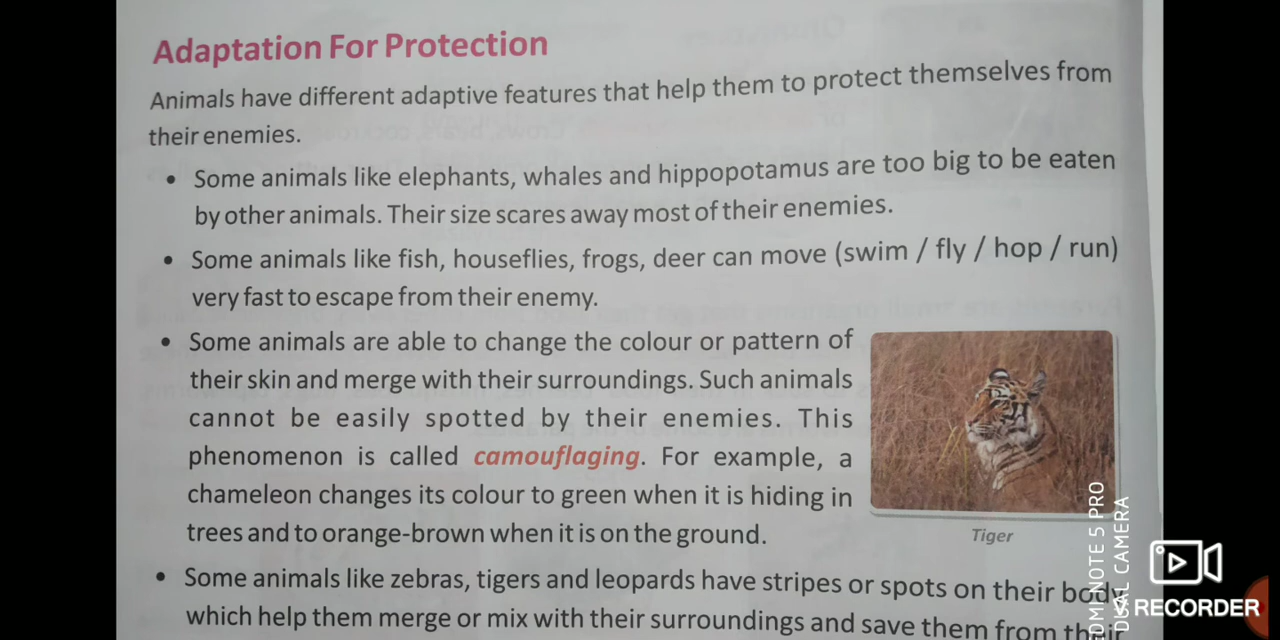 Adaptation For Protection
Animals have different adaptive features that help them to protect themselves from
their enemies.
• Some animals like elephants, whales and hippopotamus are too big to be eaten
by other animals. Their size scares away most of their enemies.
• Some animals like fish, houseflies, frogs, deer can move (swim / fly / hop / run)
very fast to escape from their enemy.
• Some animals are able to change the colour or pattern of
their skin and merge with their surroundings. Such animals
cannot be easily spotted by their enemies. This
phenomenon is called camouflaging. For example, a
chameleon changes its colour to green when it is hiding in
trees and to orange-brown when it is on the ground.
Tiger
• Some animals like zebras, tigers and leopards have stripes or spots on their body
which help them merge or mix with their surroundings and save them from their
NOTE 5 PRO
CAMERA
RECORDER